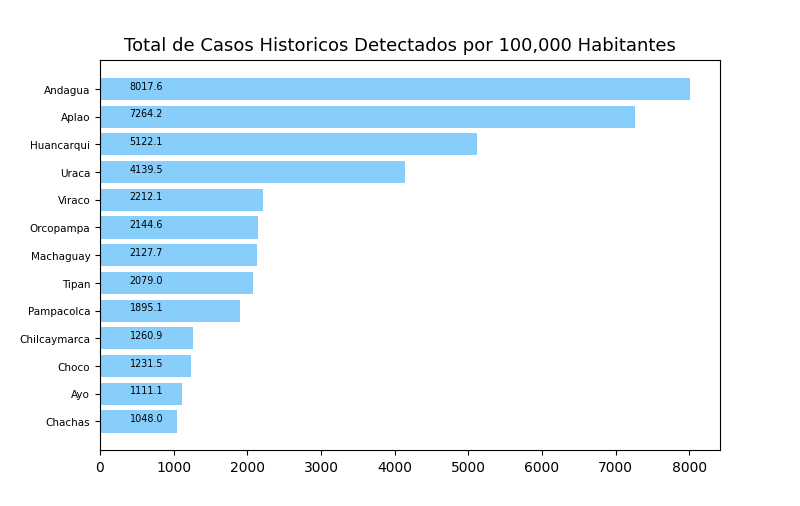 Total de Casos Historicos Detectados por 100,000 Habitantes
Andagua 8017.6
Aplao 7264.2
Huancarqui 5122.1
Uraca 4139.5
Viraco 2212.1
Orcopampa 2144.6
Machaguay 2127.7
Tipan 2079.0
Pampacolca 1895.1
Chilcaymarca 1260.9
Choco 1231.5
Ayo 1111.1
Chachas 1048.0
0 1000 2000 3000 4000 5000 6000 7000 8000